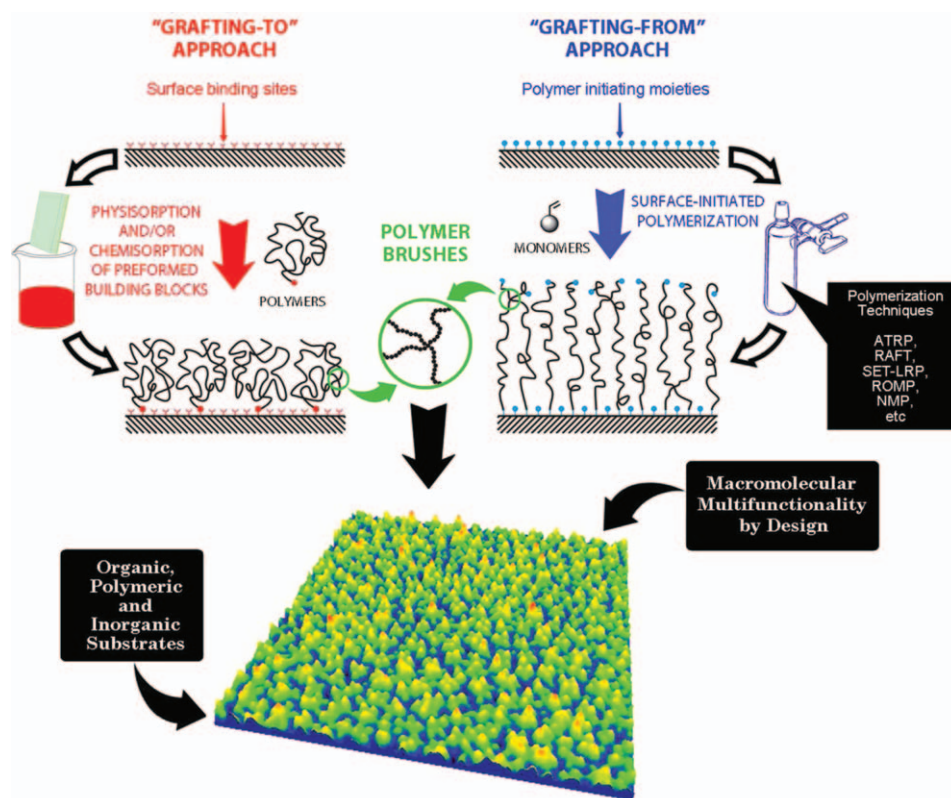 "GRAFTING-TO"
APPROACH
Surface binding sites
PHYSISORPTION
AND/OR
CHEMISORPTION
OF PREFORMED
BUILDING BLOCKS
POLYMERS
"GRAFTING-FROM"
APPROACH
Polymer initiating moieties
MONOMERS
SURFACE-INITIATED
POLYMERIZATION
POLYMER
BRUSHES
Polymerization
Techniques
ATRP,
RAFT,
SET-LRP,
ROMP,
NMP,
etc
Macromolecular
Multifunctionality
by Design
Organic,
Polymeric
and
Inorganic
Substrates